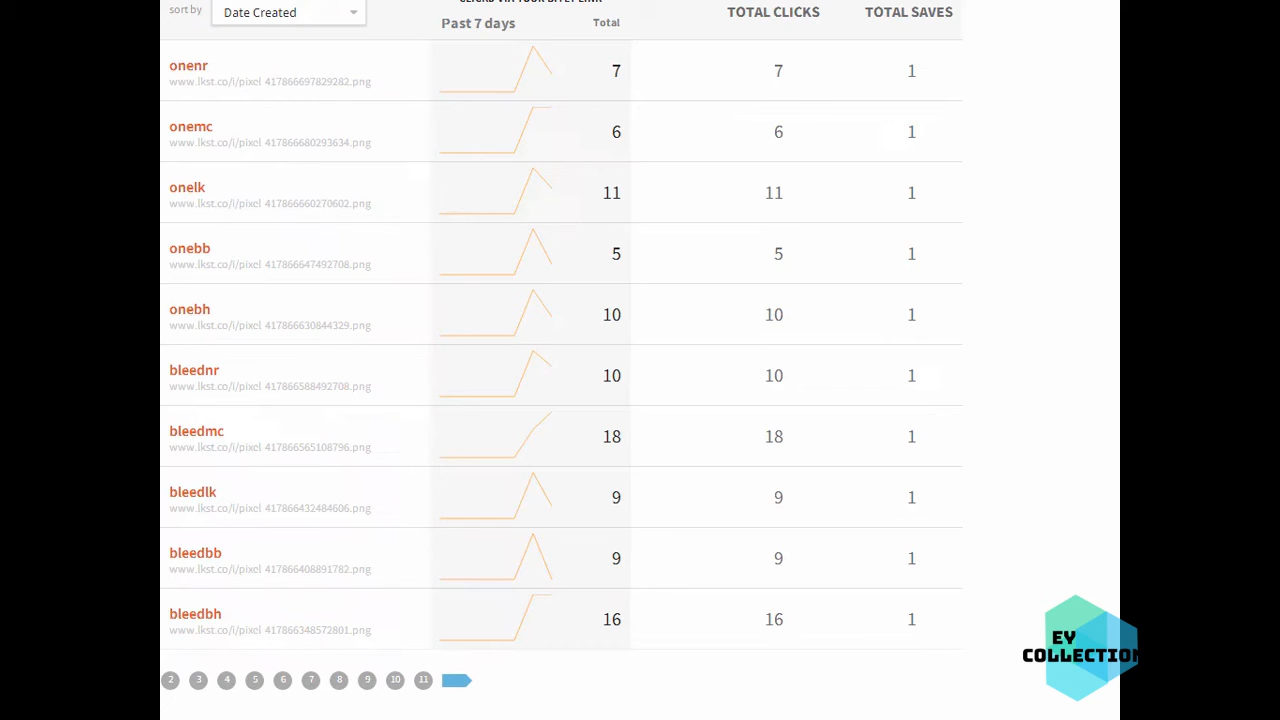 sort by
Date Created
Past 7 days
Total
TOTAL CLICKS
TOTAL SAVES
onenr
www.lkst.co/i/pixel 417866697829282.png
7
7
1
onemc
www.lkst.co/i/pixel 417866680293634.png
6
6
1
onelk
www.lkst.co/i/pixel 417866660270602.png
11
11
1
onebb
www.lkst.co/i/pixel 417866647492708.png
5
5
1
onebh
www.lkst.co/i/pixel 417866630844329.png
10
10
1
bleednr
www.lkst.co/i/pixel 417866588492708.png
10
10
1
bleedmc
www.lkst.co/i/pixel 417866565108796.png
18
18
1
bleedlk
www.lkst.co/i/pixel 417866432484606.png
9
9
1
bleedbb
www.lkst.co/i/pixel 417866408891782.png
9
9
1
bleedbh
www.lkst.co/i/pixel 417866348572801.png
16
16
1
2 3 4 5 6 7 8 9 10 11
EY
COLLECTION